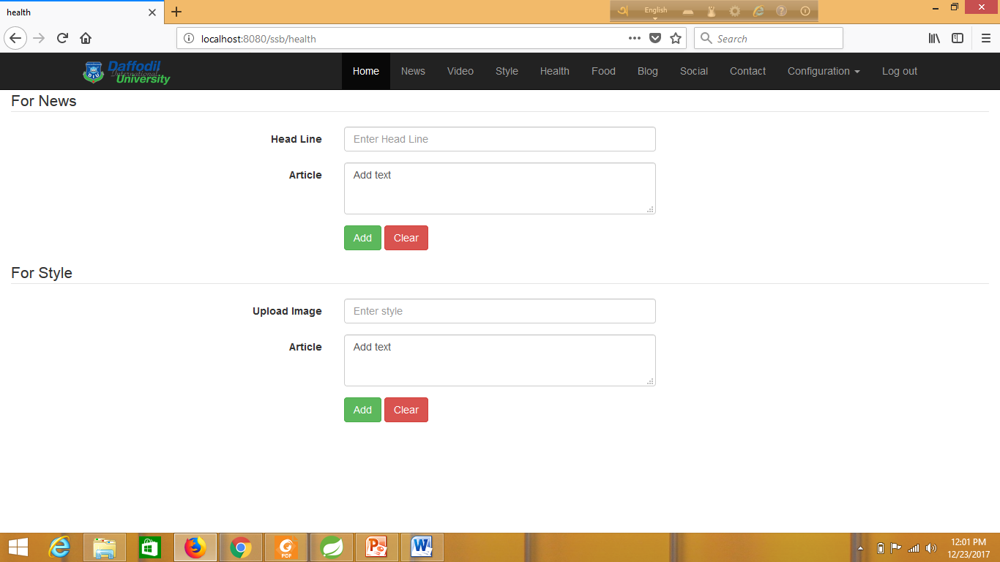 health
English
localhost:8080/ssb/health
Search
Daffodil
International
University
DIU
Home News Video Style Health Food Blog Social Contact Configuration Log out
For News
Head Line
Enter Head Line
Article
Add text
Add Clear
For Style
Upload Image
Enter style
Article
Add text
Add Clear
PDF
12:01 PM
12/23/2017